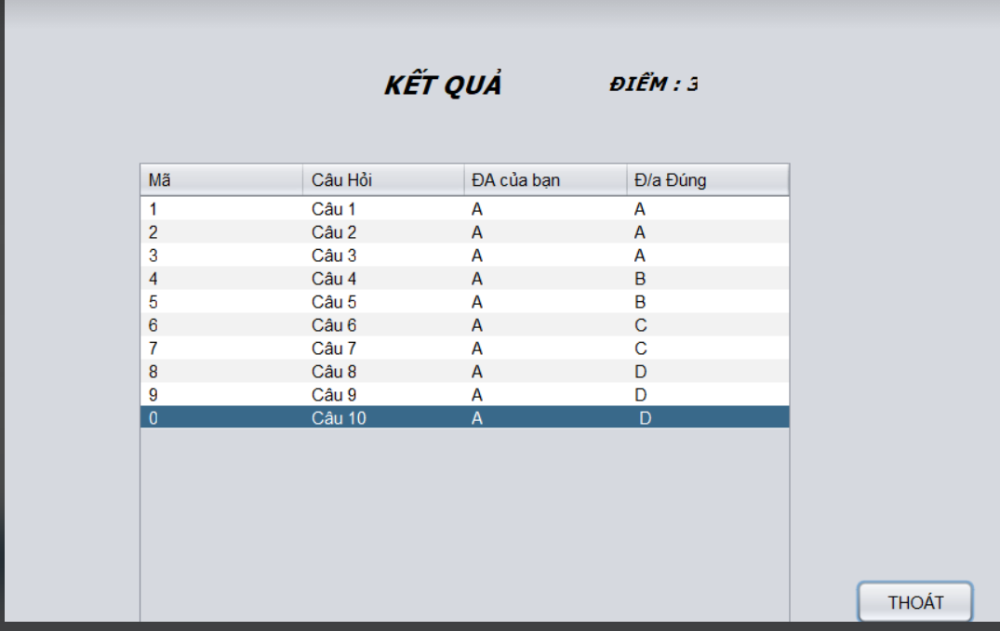 KẾT QUẢ ĐIỂM : 3
Mã Câu Hỏi ĐA của bạn Đ/a Đúng
1 Câu 1 A A
2 Câu 2 A A
3 Câu 3 A A
4 Câu 4 A B
5 Câu 5 A B
6 Câu 6 A C
7 Câu 7 A C
8 Câu 8 A D
9 Câu 9 A D
0 Câu 10 A D
THOÁT